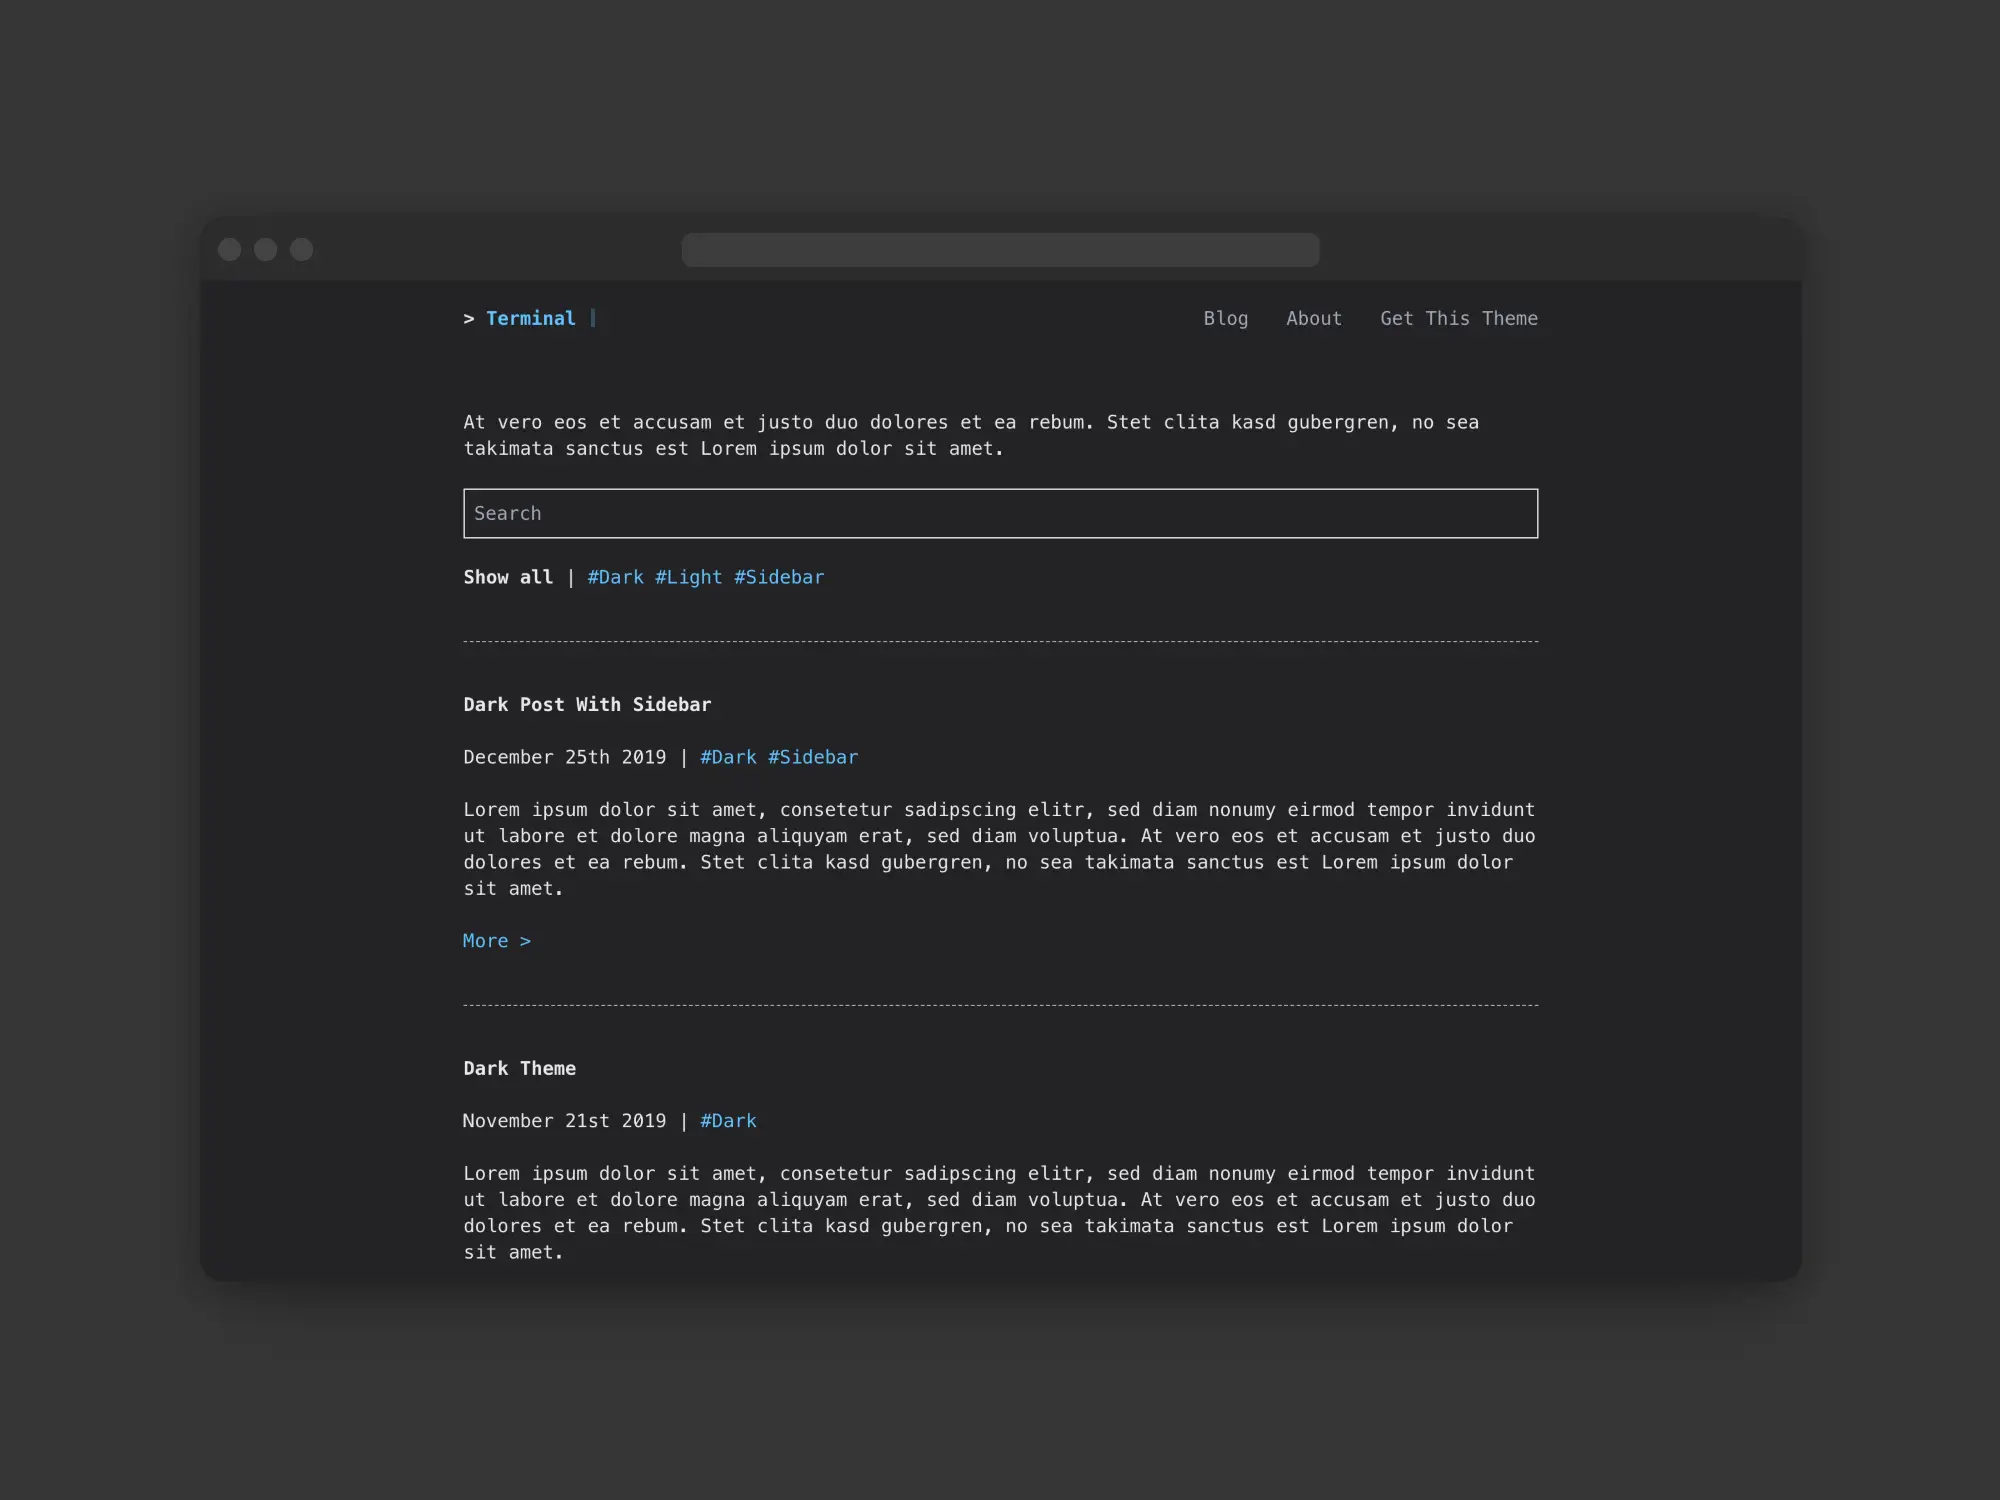 > Terminal
Blog About Get This Theme
At vero eos et accusam et justo duo dolores et ea rebum. Stet clita kasd gubergren, no sea
takimata sanctus est Lorem ipsum dolor sit amet.
Search
Show all | #Dark #Light #Sidebar
Dark Post With Sidebar
December 25th 2019 | #Dark #Sidebar
Lorem ipsum dolor sit amet, consetetur sadipscing elitr, sed diam nonumy eirmod tempor invidunt
ut labore et dolore magna aliquyam erat, sed diam voluptua. At vero eos et accusam et justo duo
dolores et ea rebum. Stet clita kasd gubergren, no sea takimata sanctus est Lorem ipsum dolor
sit amet.
More >
Dark Theme
November 21st 2019 | #Dark
Lorem ipsum dolor sit amet, consetetur sadipscing elitr, sed diam nonumy eirmod tempor invidunt
ut labore et dolore magna aliquyam erat, sed diam voluptua. At vero eos et accusam et justo duo
dolores et ea rebum. Stet clita kasd gubergren, no sea takimata sanctus est Lorem ipsum dolor
sit amet.